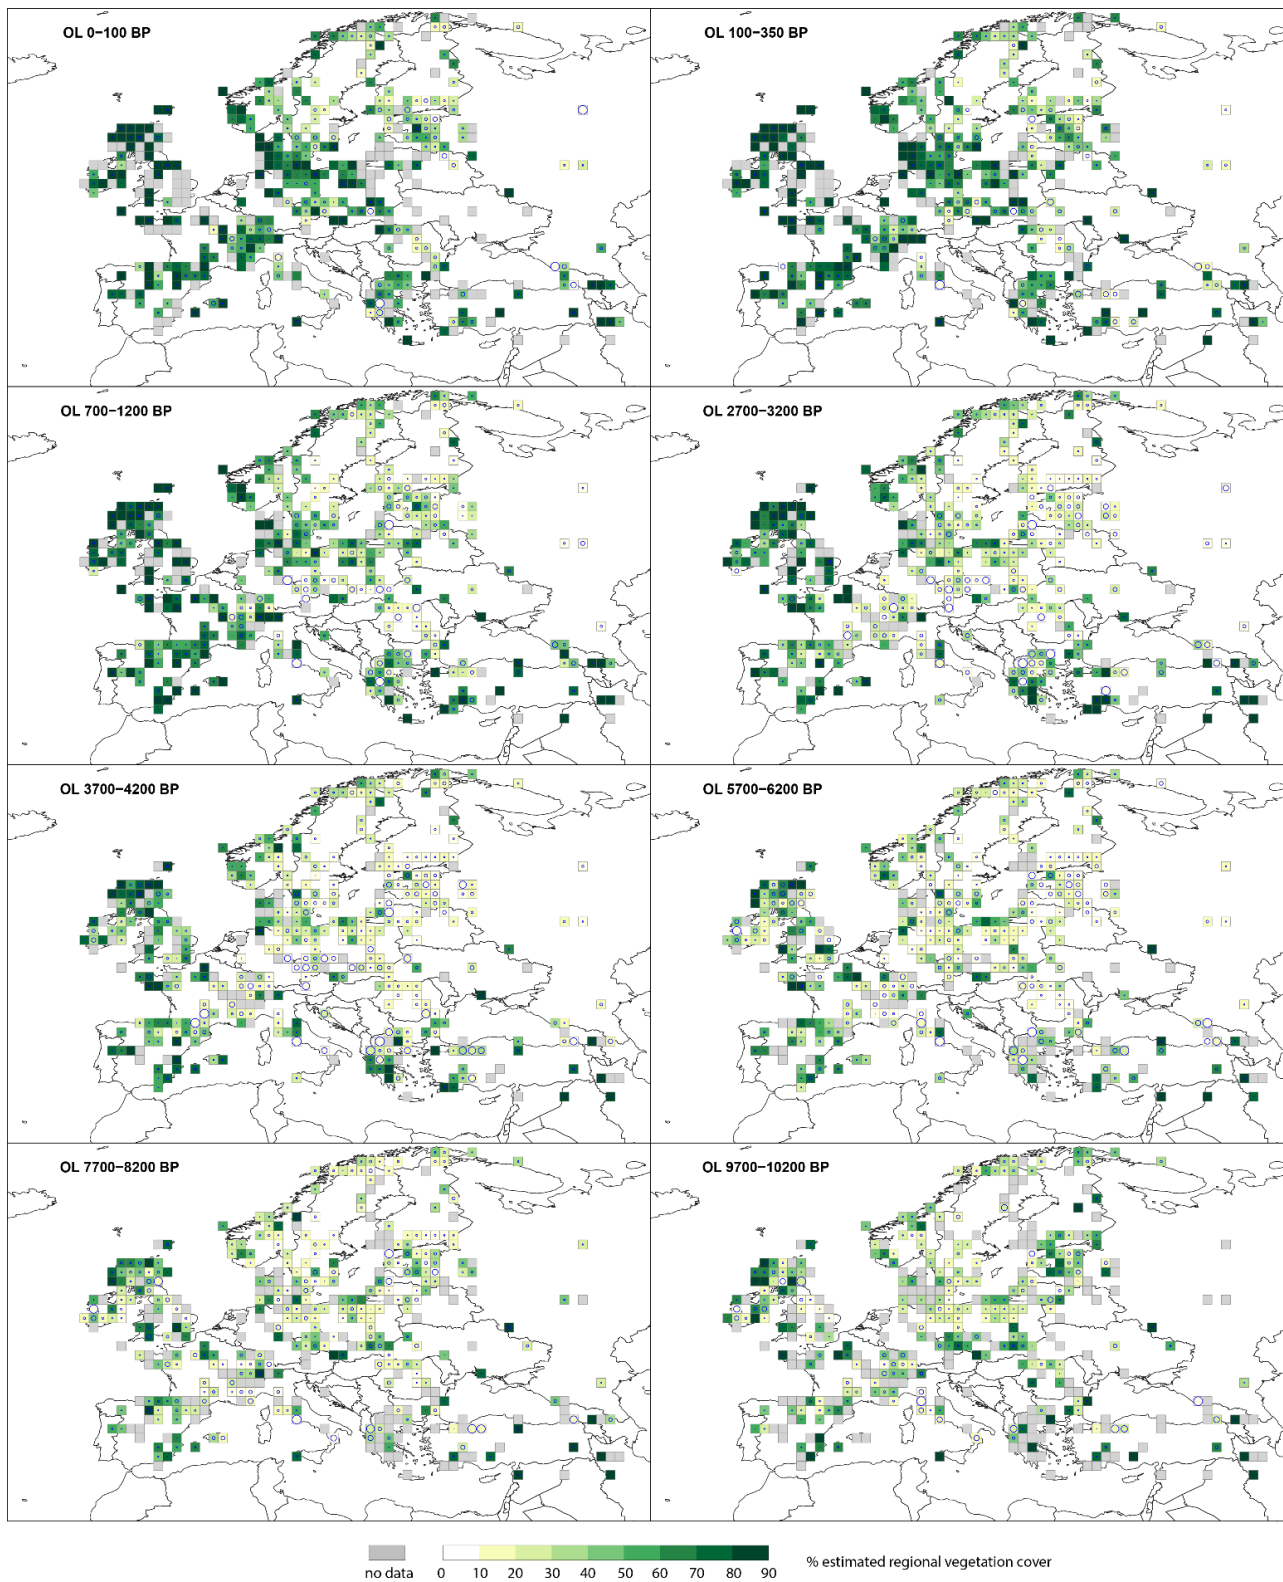 OL 0−100 BP
OL 100−350 BP
OL 700−1200 BP
OL 2700−3200 BP
OL 3700−4200 BP
OL 5700−6200 BP
OL 7700−8200 BP
OL 9700−10200 BP
no data
0 10 20 30 40 50 60 70 80 90
% estimated regional vegetation cover